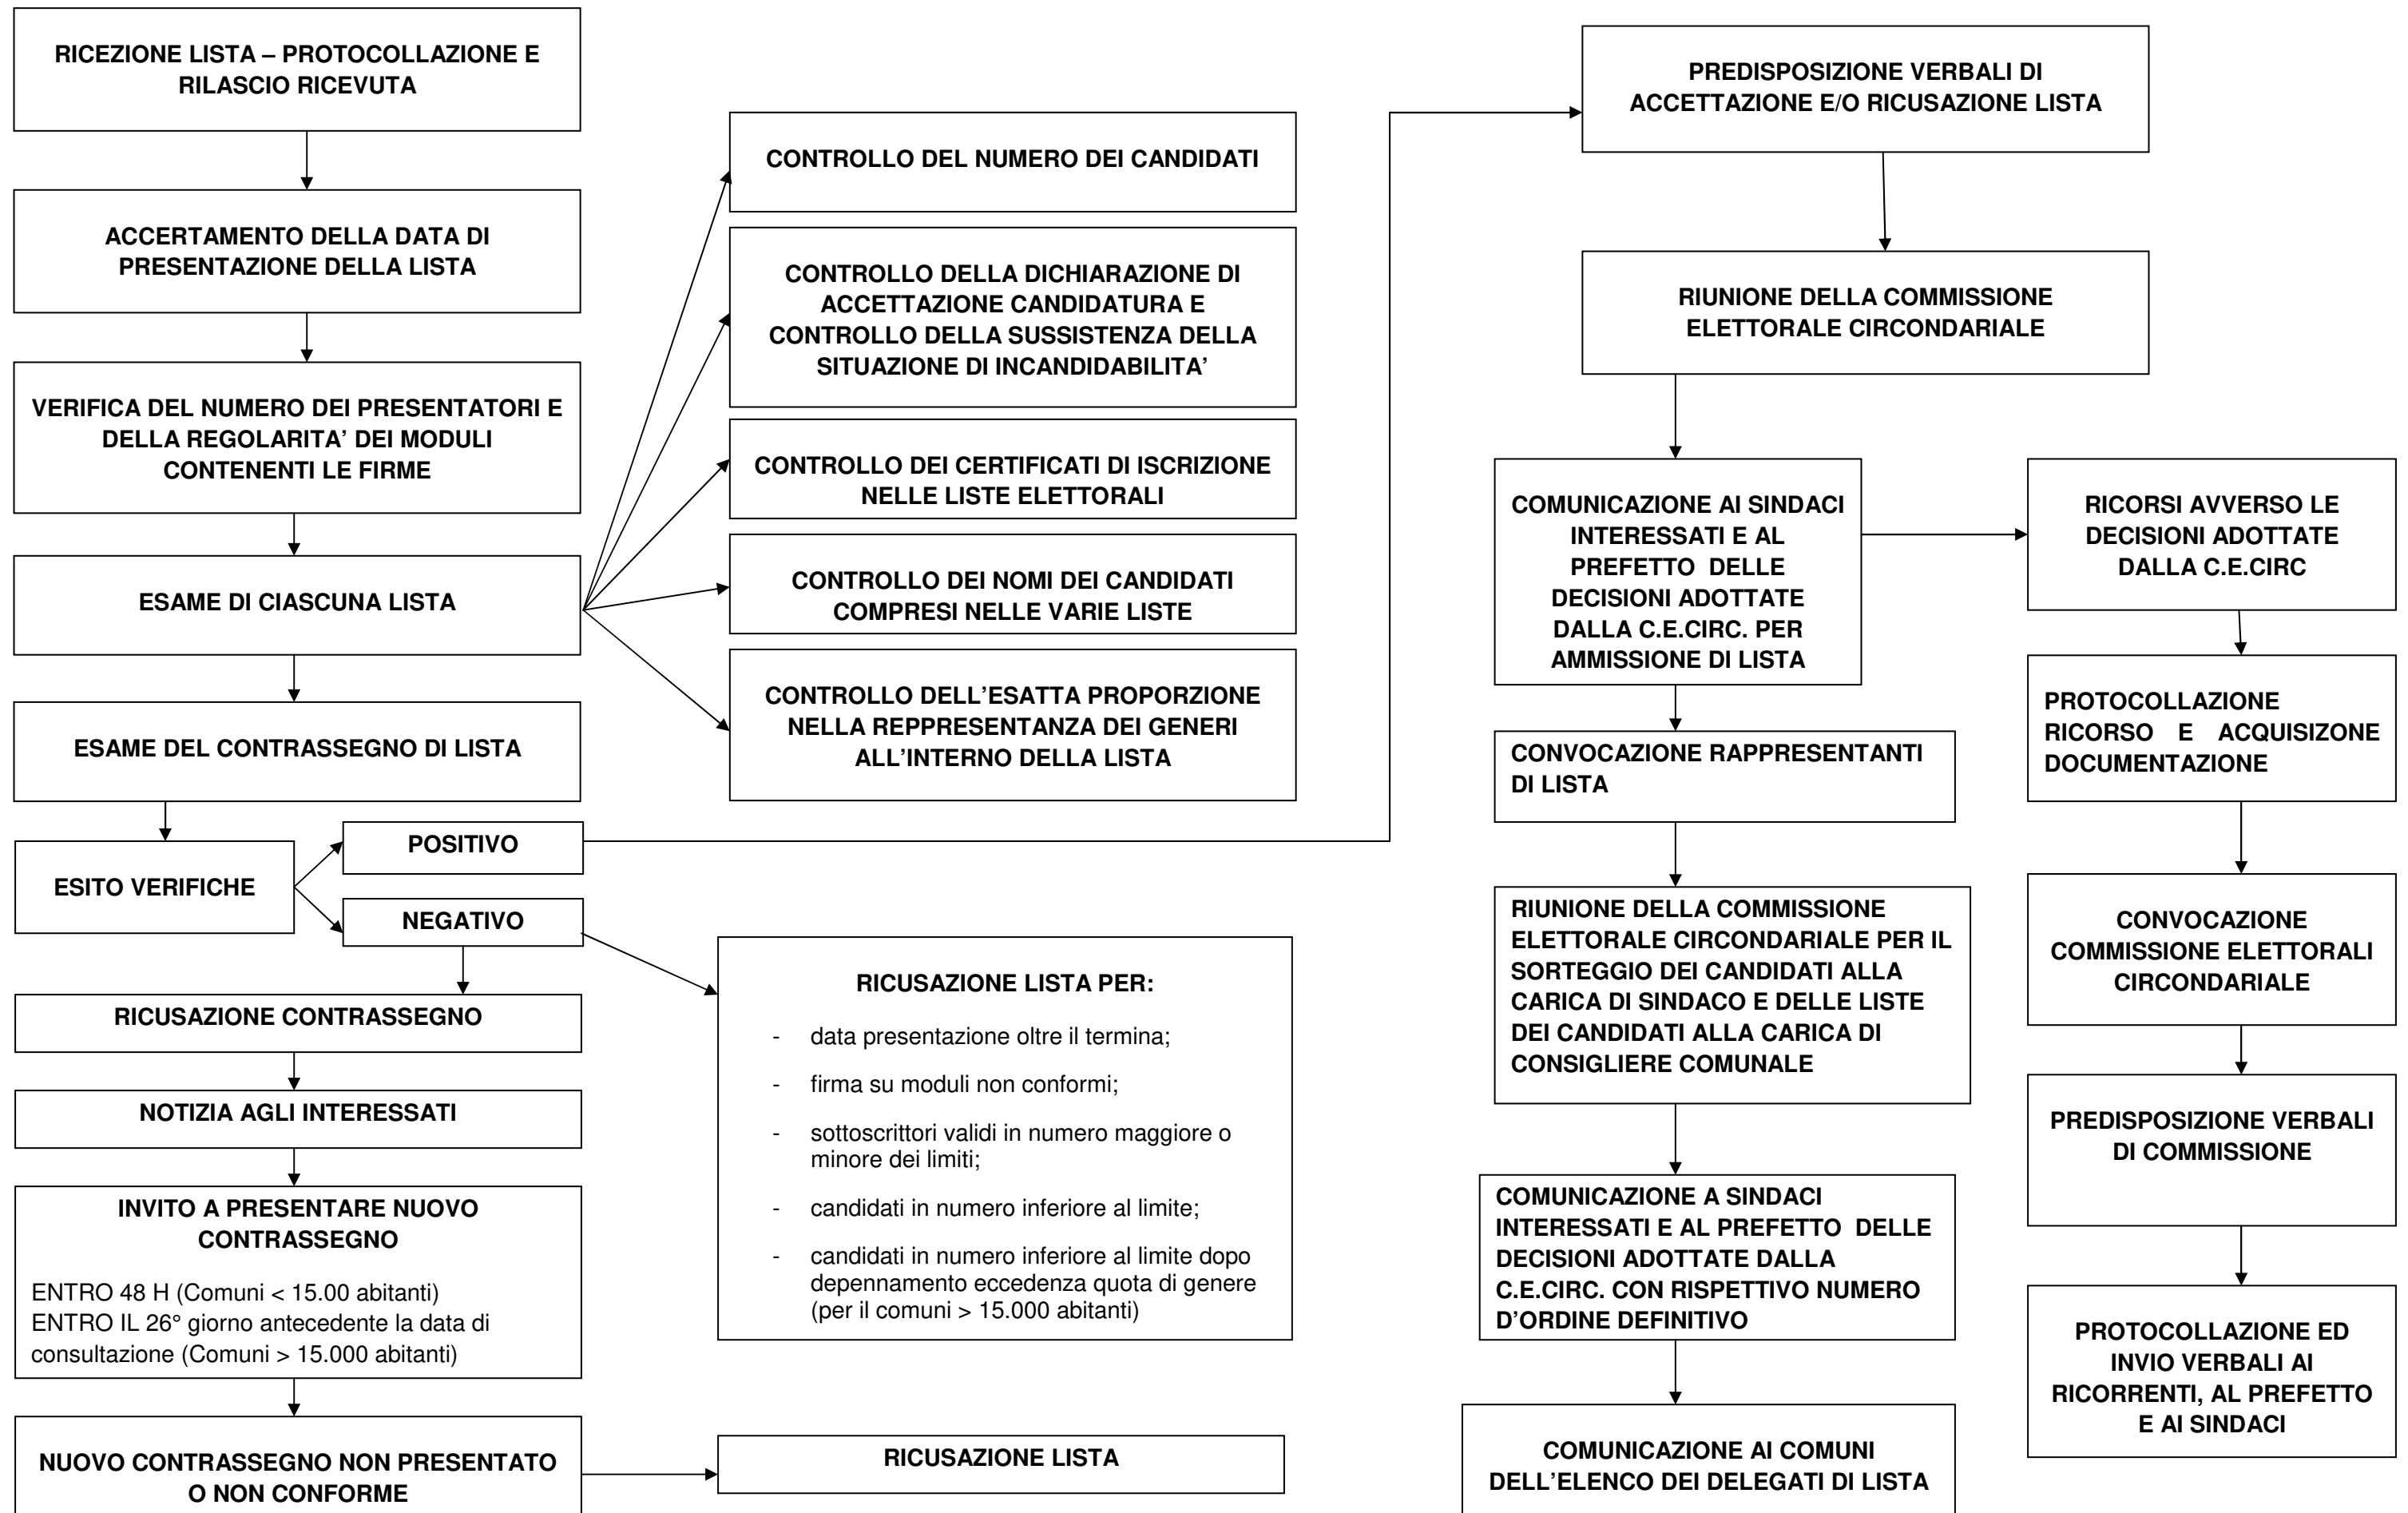 RICEZIONE LISTA – PROTOCOLLAZIONE E
RILASCIO RICEVUTA
ACCERTAMENTO DELLA DATA DI
PRESENTAZIONE DELLA LISTA
VERIFICA DEL NUMERO DEI PRESENTATORI E
DELLA REGOLARITA’ DEI MODULI
CONTENENTI LE FIRME
ESAME DI CIASCUNA LISTA
ESAME DEL CONTRASSEGNO DI LISTA
ESITO VERIFICHE
POSITIVO
NEGATIVO
RICUSAZIONE CONTRASSEGNO
NOTIZIA AGLI INTERESSATI
INVITO A PRESENTARE NUOVO
CONTRASSEGNO
ENTRO 48 H (Comuni < 15.00 abitanti)
ENTRO IL 26° giorno antecedente la data di
consultazione (Comuni > 15.000 abitanti)
NUOVO CONTRASSEGNO NON PRESENTATO
O NON CONFORME
CONTROLLO DEL NUMERO DEI CANDIDATI
CONTROLLO DELLA DICHIARAZIONE DI
ACCETTAZIONE CANDIDATURA E
CONTROLLO DELLA SUSSISTENZA DELLA
SITUAZIONE DI INCANDIDABILITA’
CONTROLLO DEI CERTIFICATI DI ISCRIZIONE
NELLE LISTE ELETTORALI
CONTROLLO DEI NOMI DEI CANDIDATI
COMPRESI NELLE VARIE LISTE
CONTROLLO DELL’ESATTA PROPORZIONE
NELLA REPPRESENTANZA DEI GENERI
ALL’INTERNO DELLA LISTA
RICUSAZIONE LISTA PER:
- data presentazione oltre il termina;
- firma su moduli non conformi;
- sottoscrittori validi in numero maggiore o
minore dei limiti;
- candidati in numero inferiore al limite;
- candidati in numero inferiore al limite dopo
depennamento eccedenza quota di genere
(per il comuni > 15.000 abitanti)
RICUSAZIONE LISTA
PREDISPOSIZIONE VERBALI DI
ACCETTAZIONE E/O RICUSAZIONE LISTA
RIUNIONE DELLA COMMISSIONE
ELETTORALE CIRCONDARIALE
COMUNICAZIONE AI SINDACI
INTERESSATI E AL
PREFETTO DELLE
DECISIONI ADOTTATE
DALLA C.E.CIRC. PER
AMMISSIONE DI LISTA
CONVOCAZIONE RAPPRESENTANTI
DI LISTA
RIUNIONE DELLA COMMISSIONE
ELETTORALE CIRCONDARIALE PER IL
SORTEGGIO DEI CANDIDATI ALLA
CARICA DI SINDACO E DELLE LISTE
DEI CANDIDATI ALLA CARICA DI
CONSIGLIERE COMUNALE
COMUNICAZIONE A SINDACI
INTERESSATI E AL PREFETTO DELLE
DECISIONI ADOTTATE DALLA
C.E.CIRC. CON RISPETTIVO NUMERO
D’ORDINE DEFINITIVO
COMUNICAZIONE AI COMUNI
DELL’ELENCO DEI DELEGATI DI LISTA
RICORSI AVVERSO LE
DECISIONI ADOTTATE
DALLA C.E.CIRC
PROTOCOLLAZIONE
RICORSO E ACQUISIZONE
DOCUMENTAZIONE
CONVOCAZIONE
COMMISSIONE ELETTORALI
CIRCONDARIALE
PREDISPOSIZIONE VERBALI
DI COMMISSIONE
PROTOCOLLAZIONE ED
INVIO VERBALI AI
RICORRENTI, AL PREFETTO
E AI SINDACI